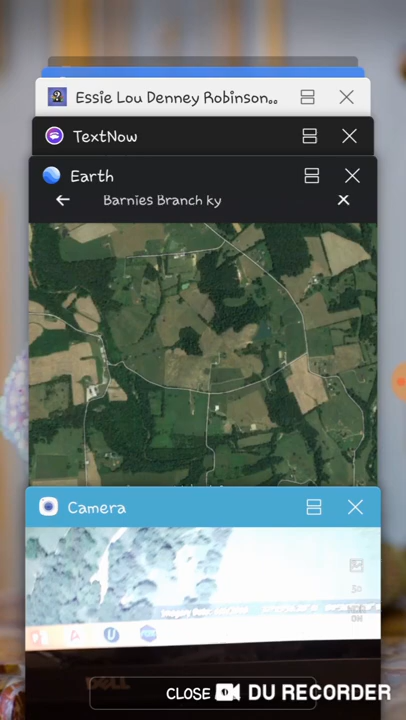 Essie Lou Denney Robinson..
TextNow
Earth
Barnies Branch ky
Camera
DELL
CLOSE
DU RECORDER